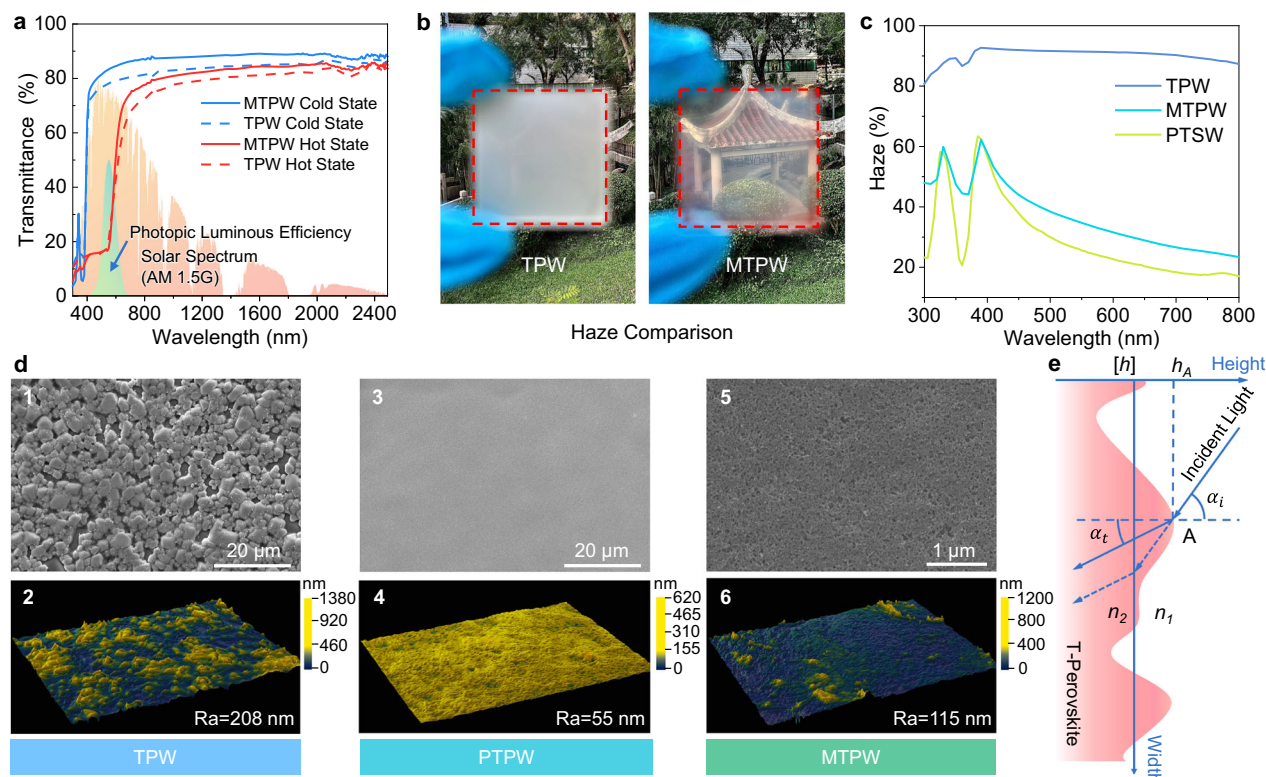 a
Transmittance (%)
100
80
60
40
20
0
MTPW Cold State
TPW Cold State
MTPW Hot State
TPW Hot State
Photopic Luminous Efficiency
Solar Spectrum
(AM 1.5G)
400 800 1200 1600 2000 2400
Wavelength (nm)
b
TPW
MTPW
Haze Comparison
c
Haze (%)
100
80
60
40
20
TPW
MTPW
PTSW
300 400 500 600 700 800
Wavelength (nm)
d
1
20 μm
2
nm
1380
920
460
0
Ra=208 nm
TPW
3
20 μm
4
nm
620
465
310
155
0
Ra=55 nm
PTPW
5
1 μm
6
nm
1200
800
400
0
Ra=115 nm
MTPW
e
[h]
hA
Height
Incident Light
αi
αt
A
n2
n1
T-Perovskite
Width